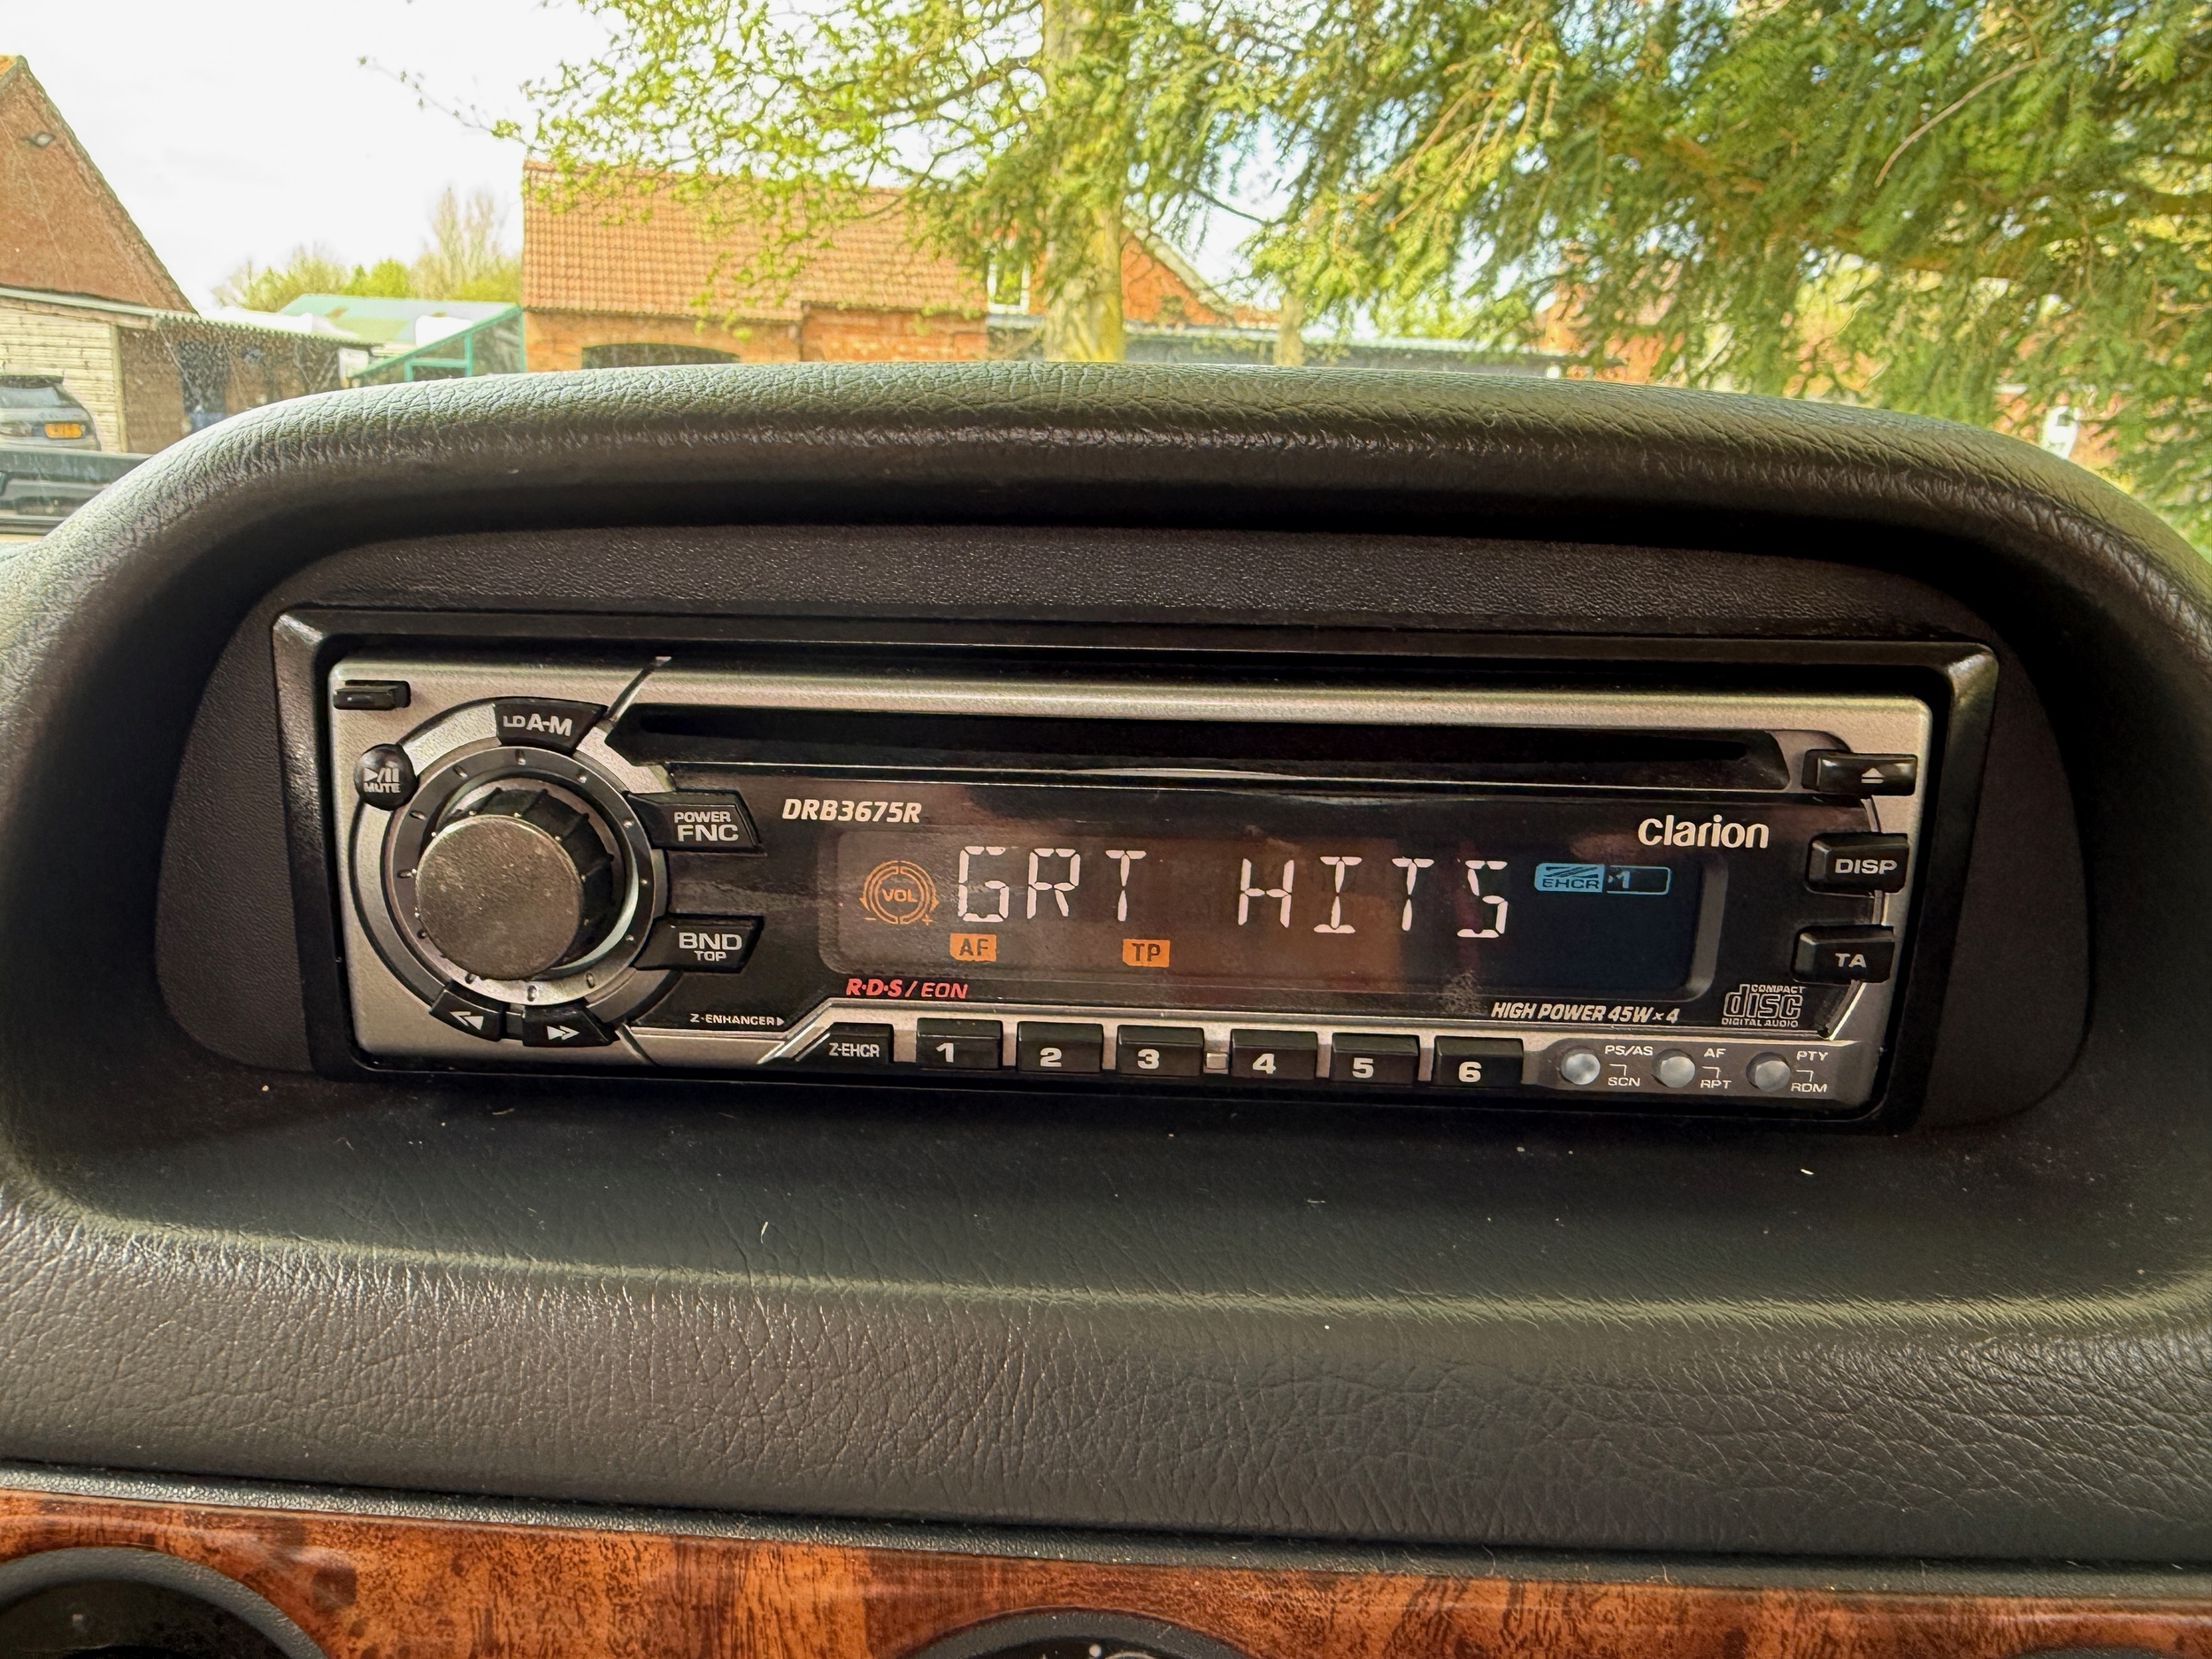 LD A-M
▶/II
MUTE
POWER
FNC
DRB3675R
clarion
VOL
- +
GRT HITS
EHCR 1
DISP
AF TP
BND
TOP
TA
R·D·S / EON
HIGH POWER 45W×4
COMPACT
disc
DIGITAL AUDIO
Z-ENHANCER
Z-EHCR 1 2 3 4 5 6
PS/AS AF PTY
SCN RPT RDM